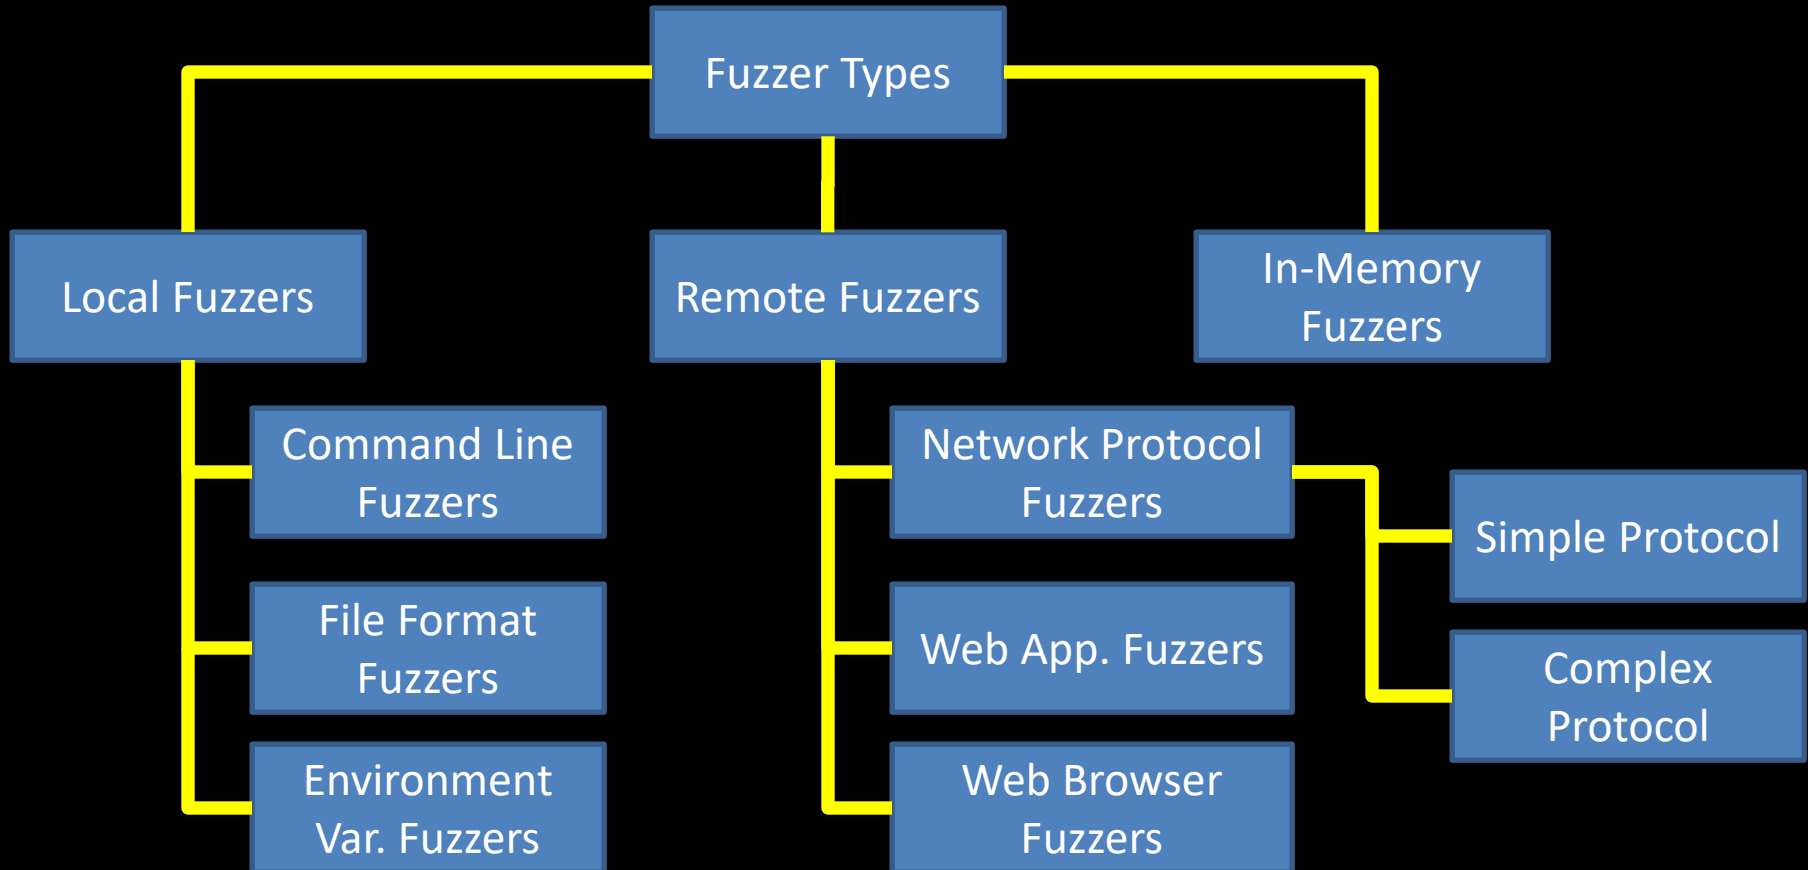 Fuzzer Types
Local Fuzzers
Remote Fuzzers
In-Memory
Fuzzers
Command Line
Fuzzers
File Format
Fuzzers
Environment
Var. Fuzzers
Network Protocol
Fuzzers
Web App. Fuzzers
Web Browser
Fuzzers
Simple Protocol
Complex
Protocol